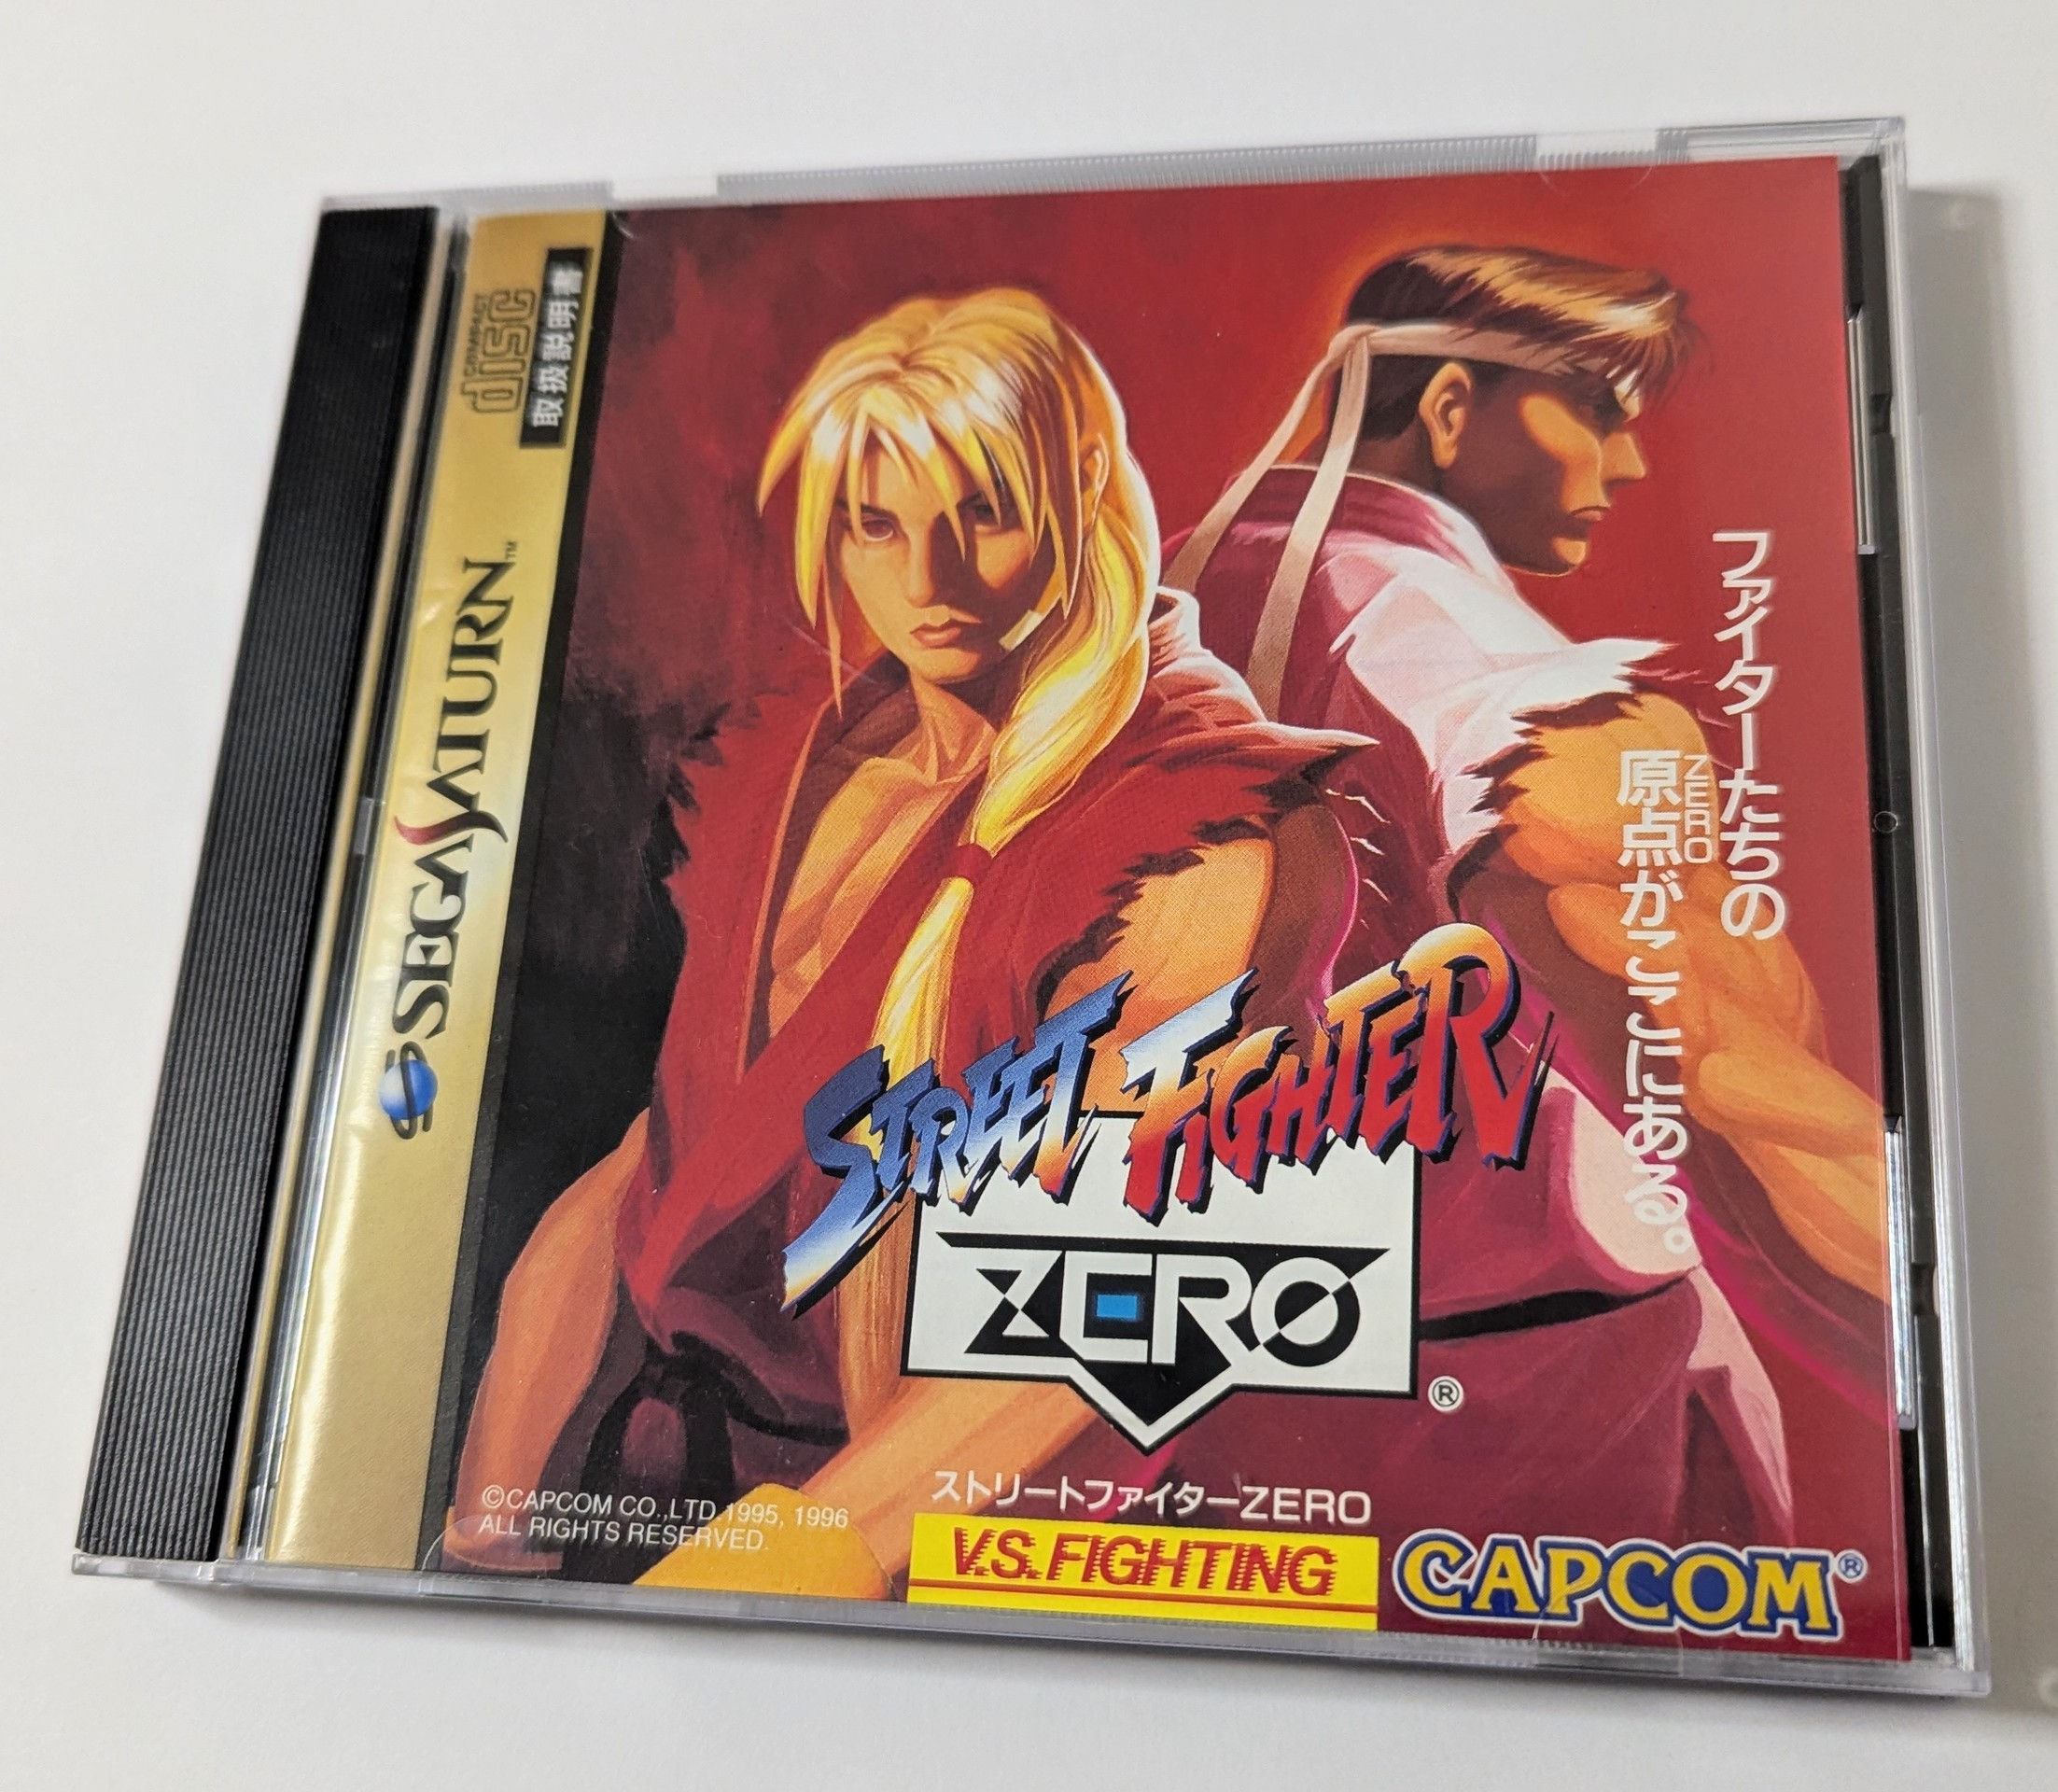 COMPACT
disc
取扱説明書
SEGA SATURN™
ファイターたちの
ZERO
原点がここにある。
STREET FIGHTER
ZERO
®
ストリートファイターZERO
V.S. FIGHTING
CAPCOM®
©CAPCOM CO.,LTD.1995, 1996
ALL RIGHTS RESERVED.